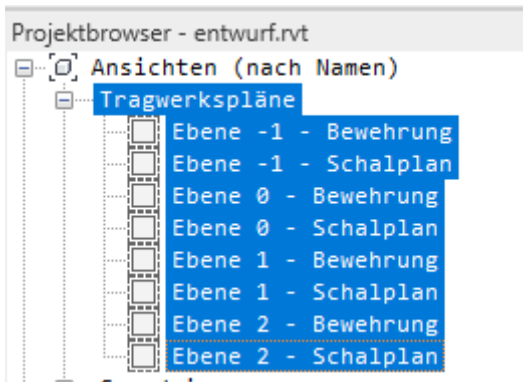 Projektbrowser - entwurf.rvt
Ansichten (nach Namen)
Tragwerkspläne
Ebene -1 - Bewehrung
Ebene -1 - Schalplan
Ebene 0 - Bewehrung
Ebene 0 - Schalplan
Ebene 1 - Bewehrung
Ebene 1 - Schalplan
Ebene 2 - Bewehrung
Ebene 2 - Schalplan